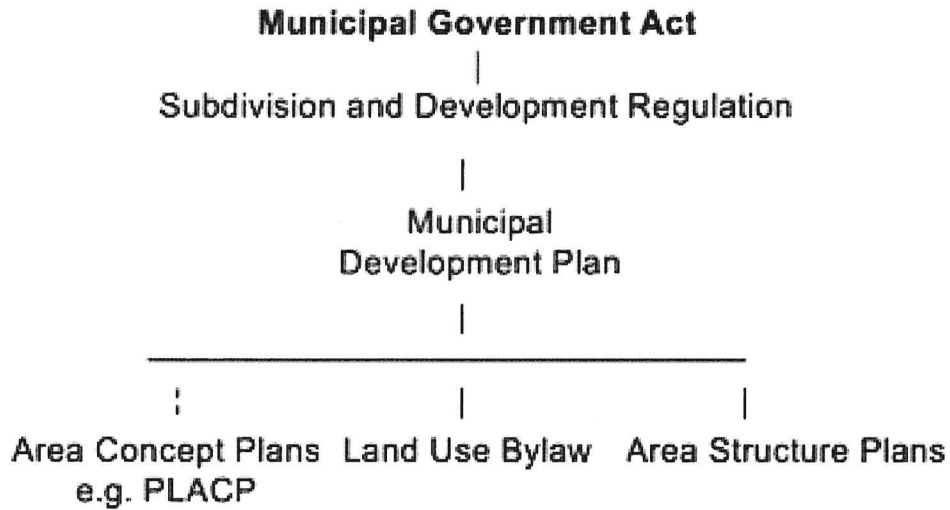 Municipal Government Act
Subdivision and Development Regulation
Municipal
Development Plan
Area Concept Plans Land Use Bylaw Area Structure Plans
e.g. PLACP